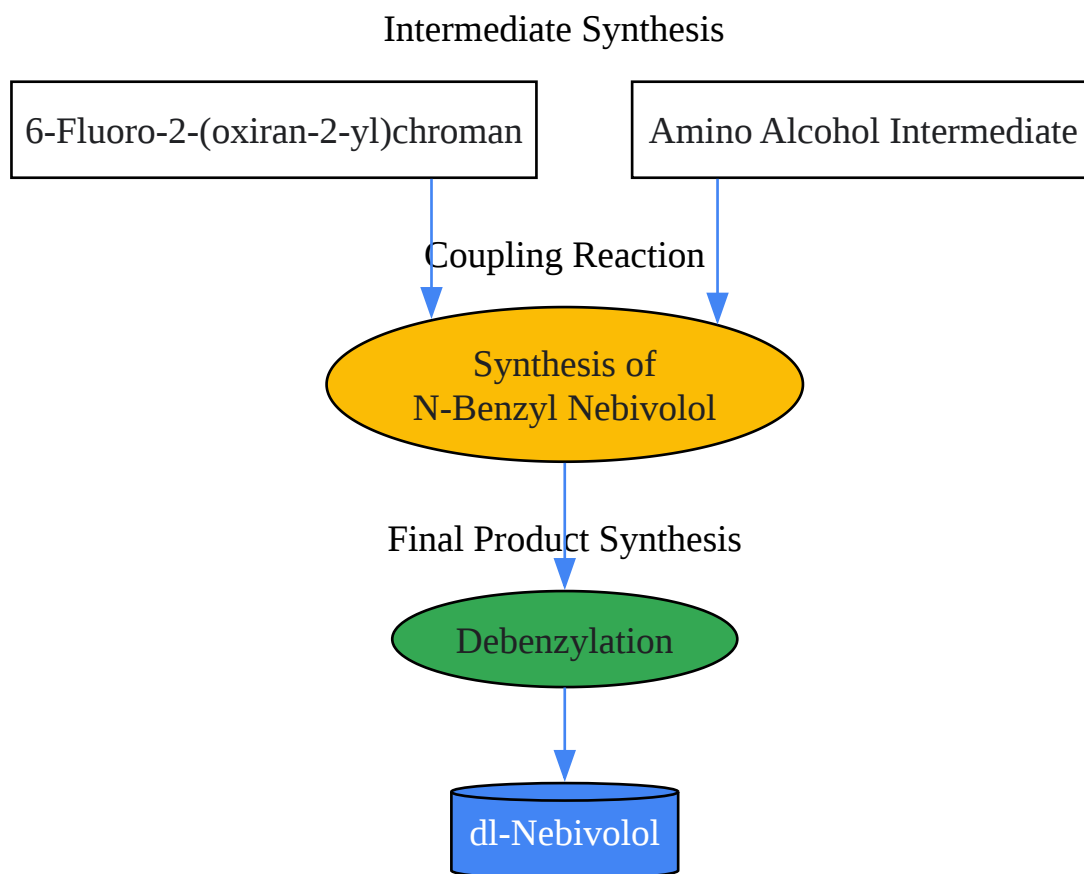 Intermediate Synthesis
6-Fluoro-2-(oxiran-2-yl)chroman
Amino Alcohol Intermediate
Coupling Reaction
Synthesis of
N-Benzyl Nebivolol
Final Product Synthesis
Debenzylation
dl-Nebivolol